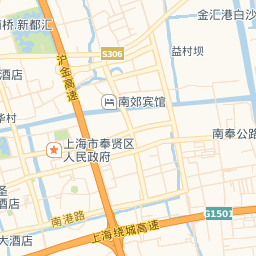 桥.新都汇
金汇港白沙
S306
益村坝
沪金高速
酒店
南郊宾馆
华村
南奉公路
上海市奉贤区
人民政府
圣
酒店
南港路
G1501
大酒店
上海绕城高速